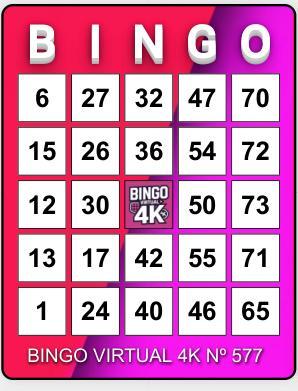 B I N G O
6 27 32 47 70
15 26 36 54 72
12 30 BINGO VIRTUAL 4K 50 73
13 17 42 55 71
1 24 40 46 65
BINGO VIRTUAL 4K Nº 577